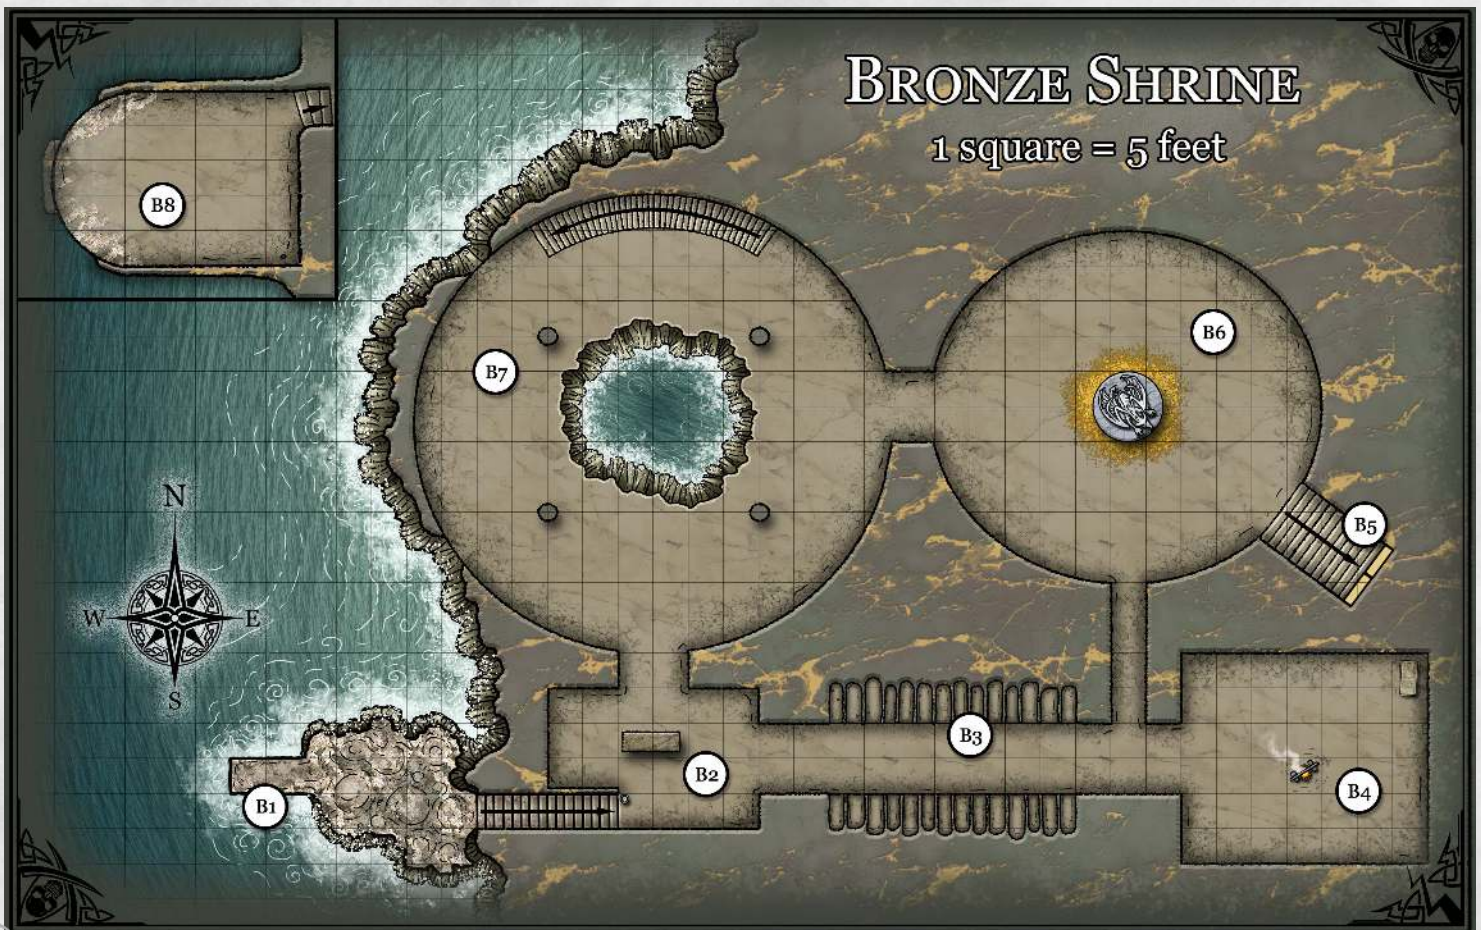 BRONZE SHRINE
1 square = 5 feet
B8
B6
B7
N
B5
W E
S
B3
B2
B4
B1